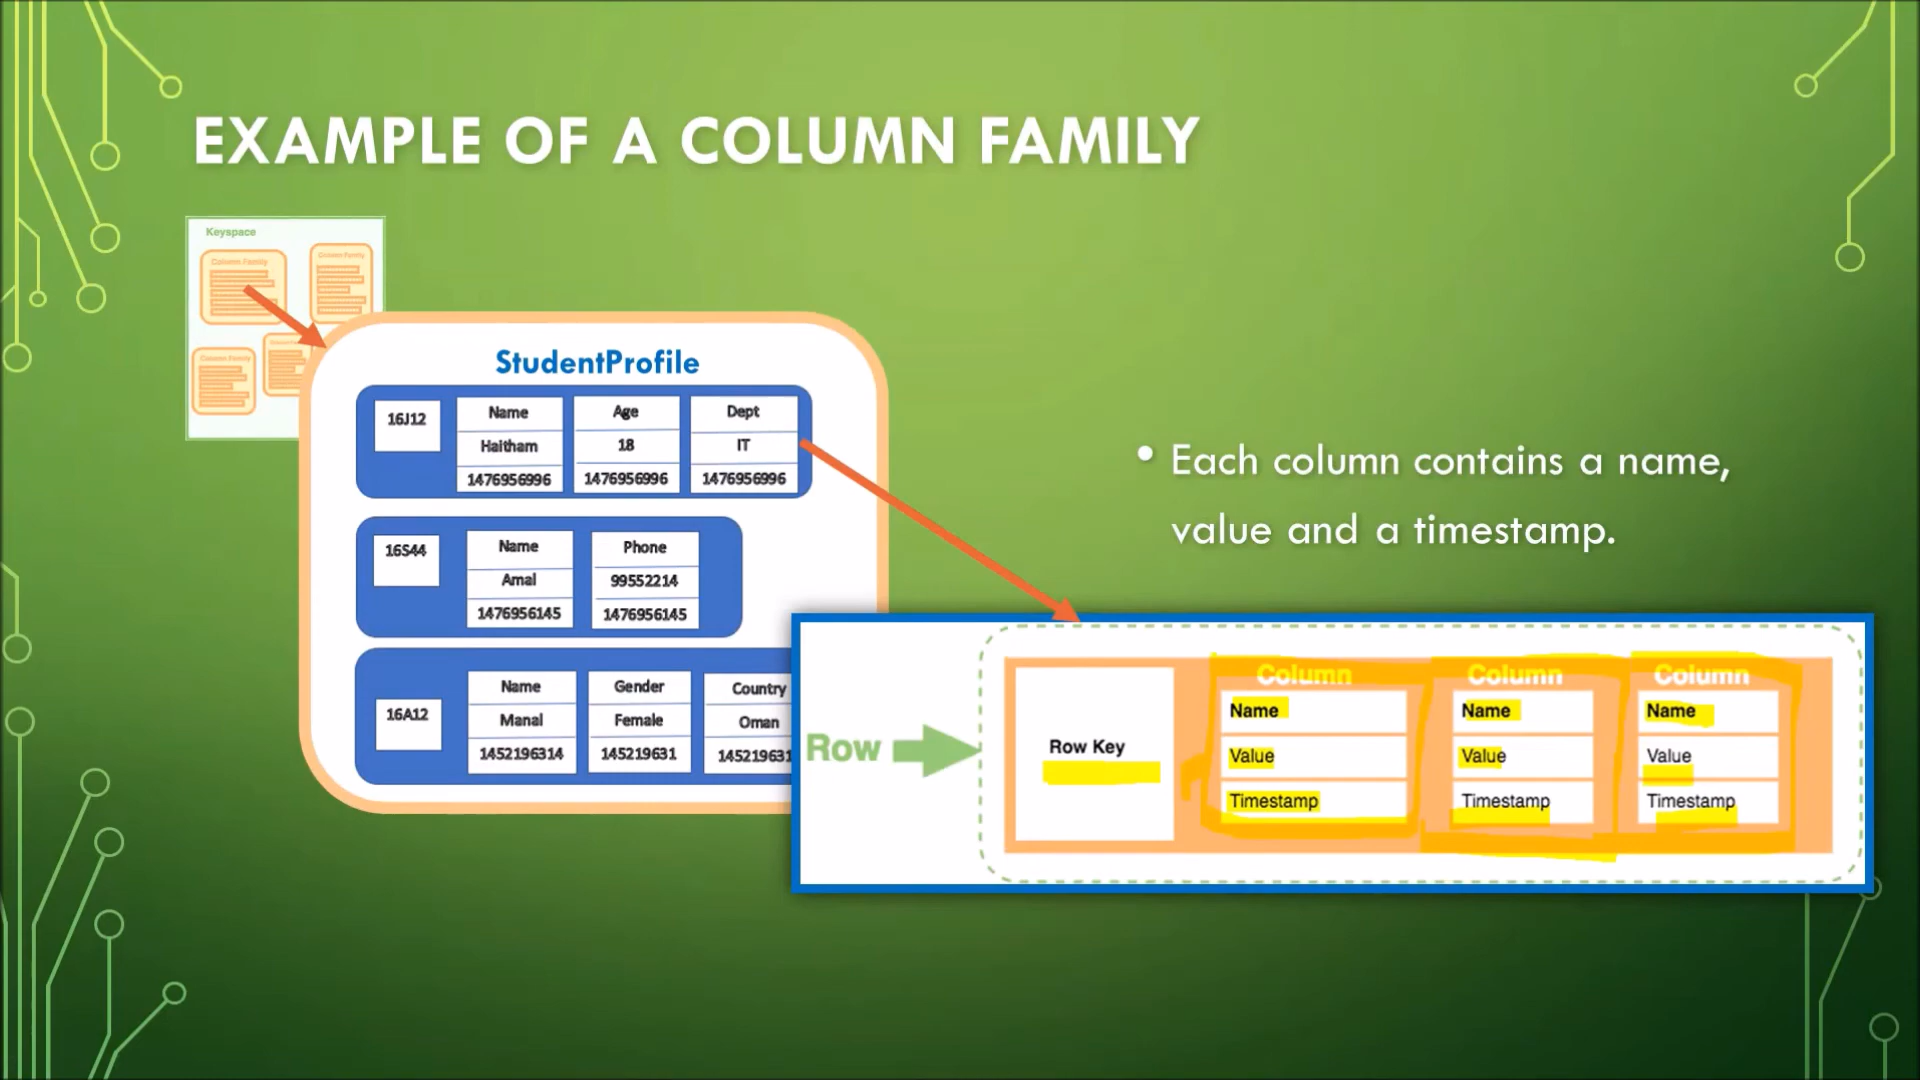 EXAMPLE OF A COLUMN FAMILY
Keyspace
Column Family
Column Family
Column Family
StudentProfile
16J12
Name
Haitham
1476956996
Age
18
1476956996
Dept
IT
1476956996
16S44
Name
Amal
1476956145
Phone
99552214
1476956145
16A12
Name
Manal
1452196314
Gender
Female
145219631
Country
Oman
145219631
• Each column contains a name,
value and a timestamp.
Row
Row Key
Column
Name
Value
Timestamp
Column
Name
Value
Timestamp
Column
Name
Value
Timestamp